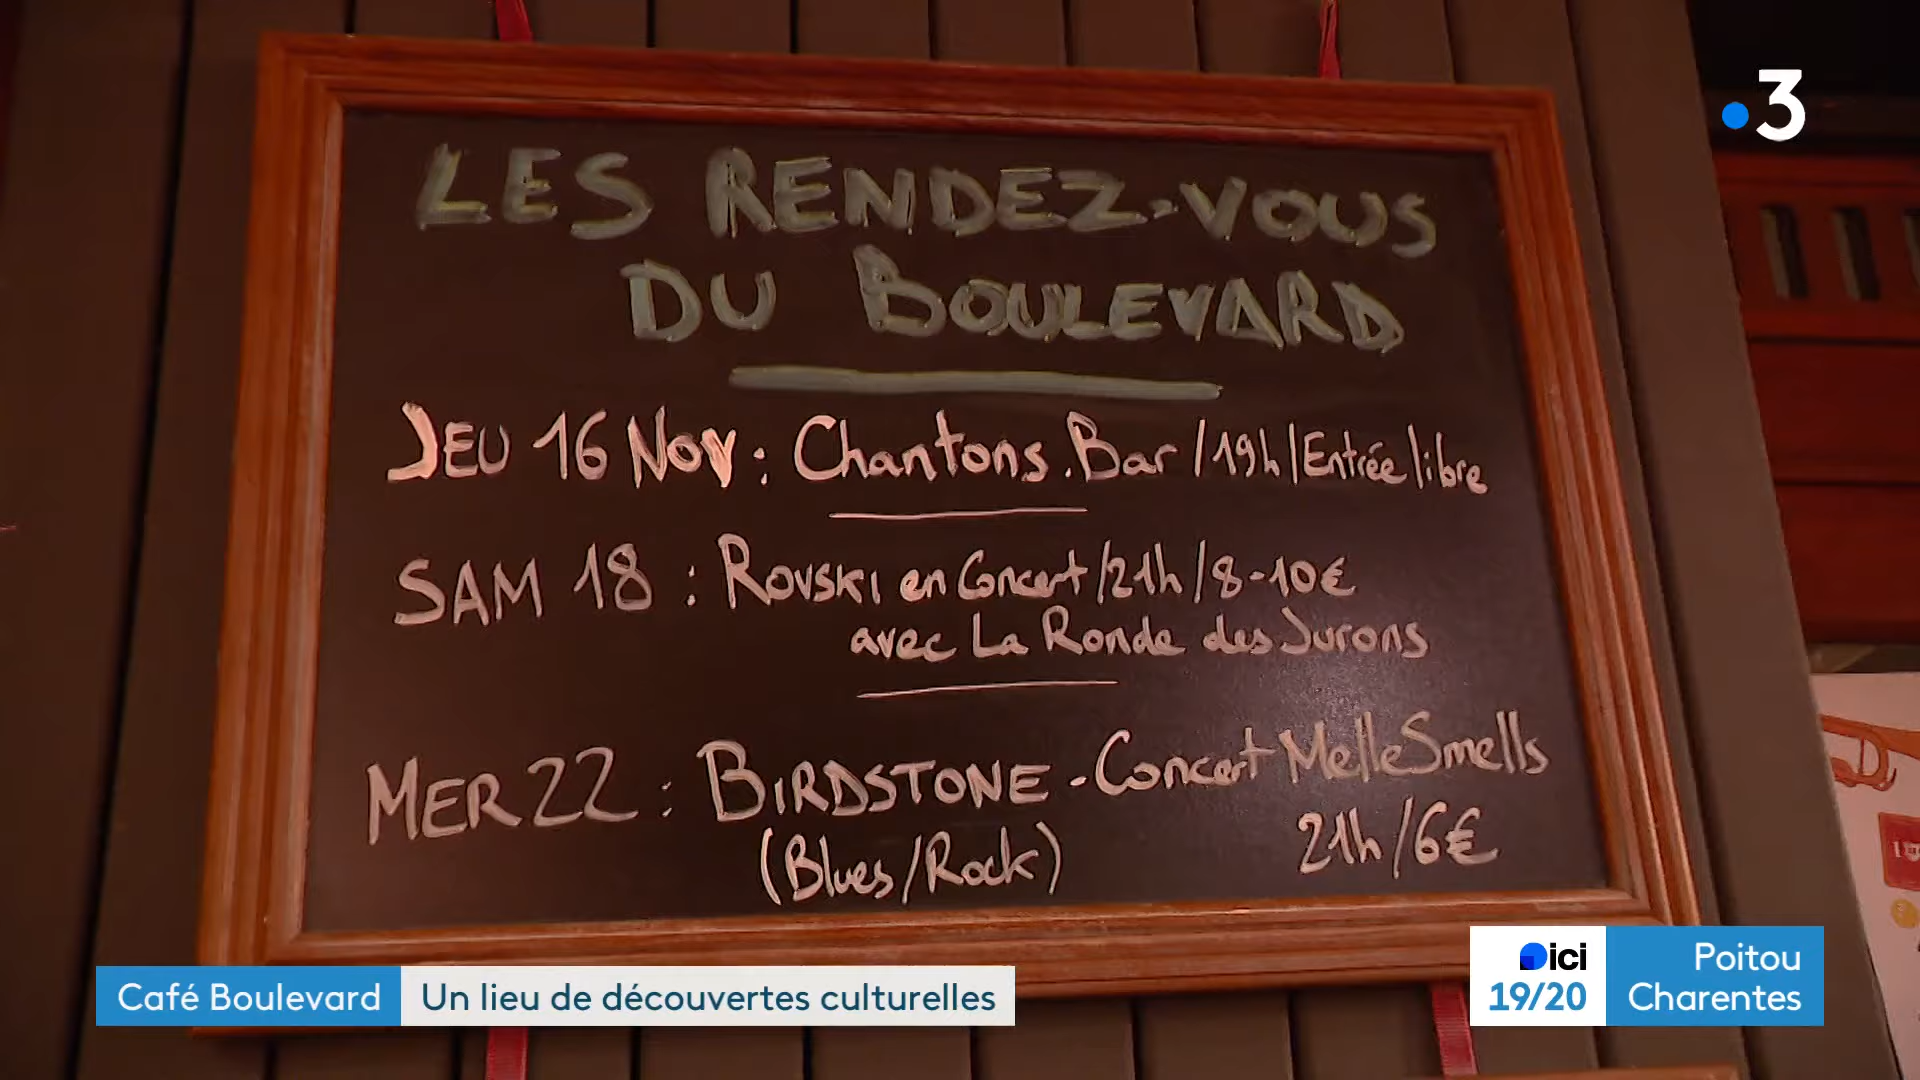 3
LES RENDEZ-VOUS
DU BOULEVARD
JEU 16 NOV : Chantons.Bar / 19h / Entrée libre
SAM 18 : ROVSKI en Concert / 21h / 8-10€
avec La Ronde des Jurons
MER 22 : BIRDSTONE - Concert MelleSmells
(Blues/Rock) 21h / 6€
Café Boulevard Un lieu de découvertes culturelles
ici
19/20
Poitou
Charentes